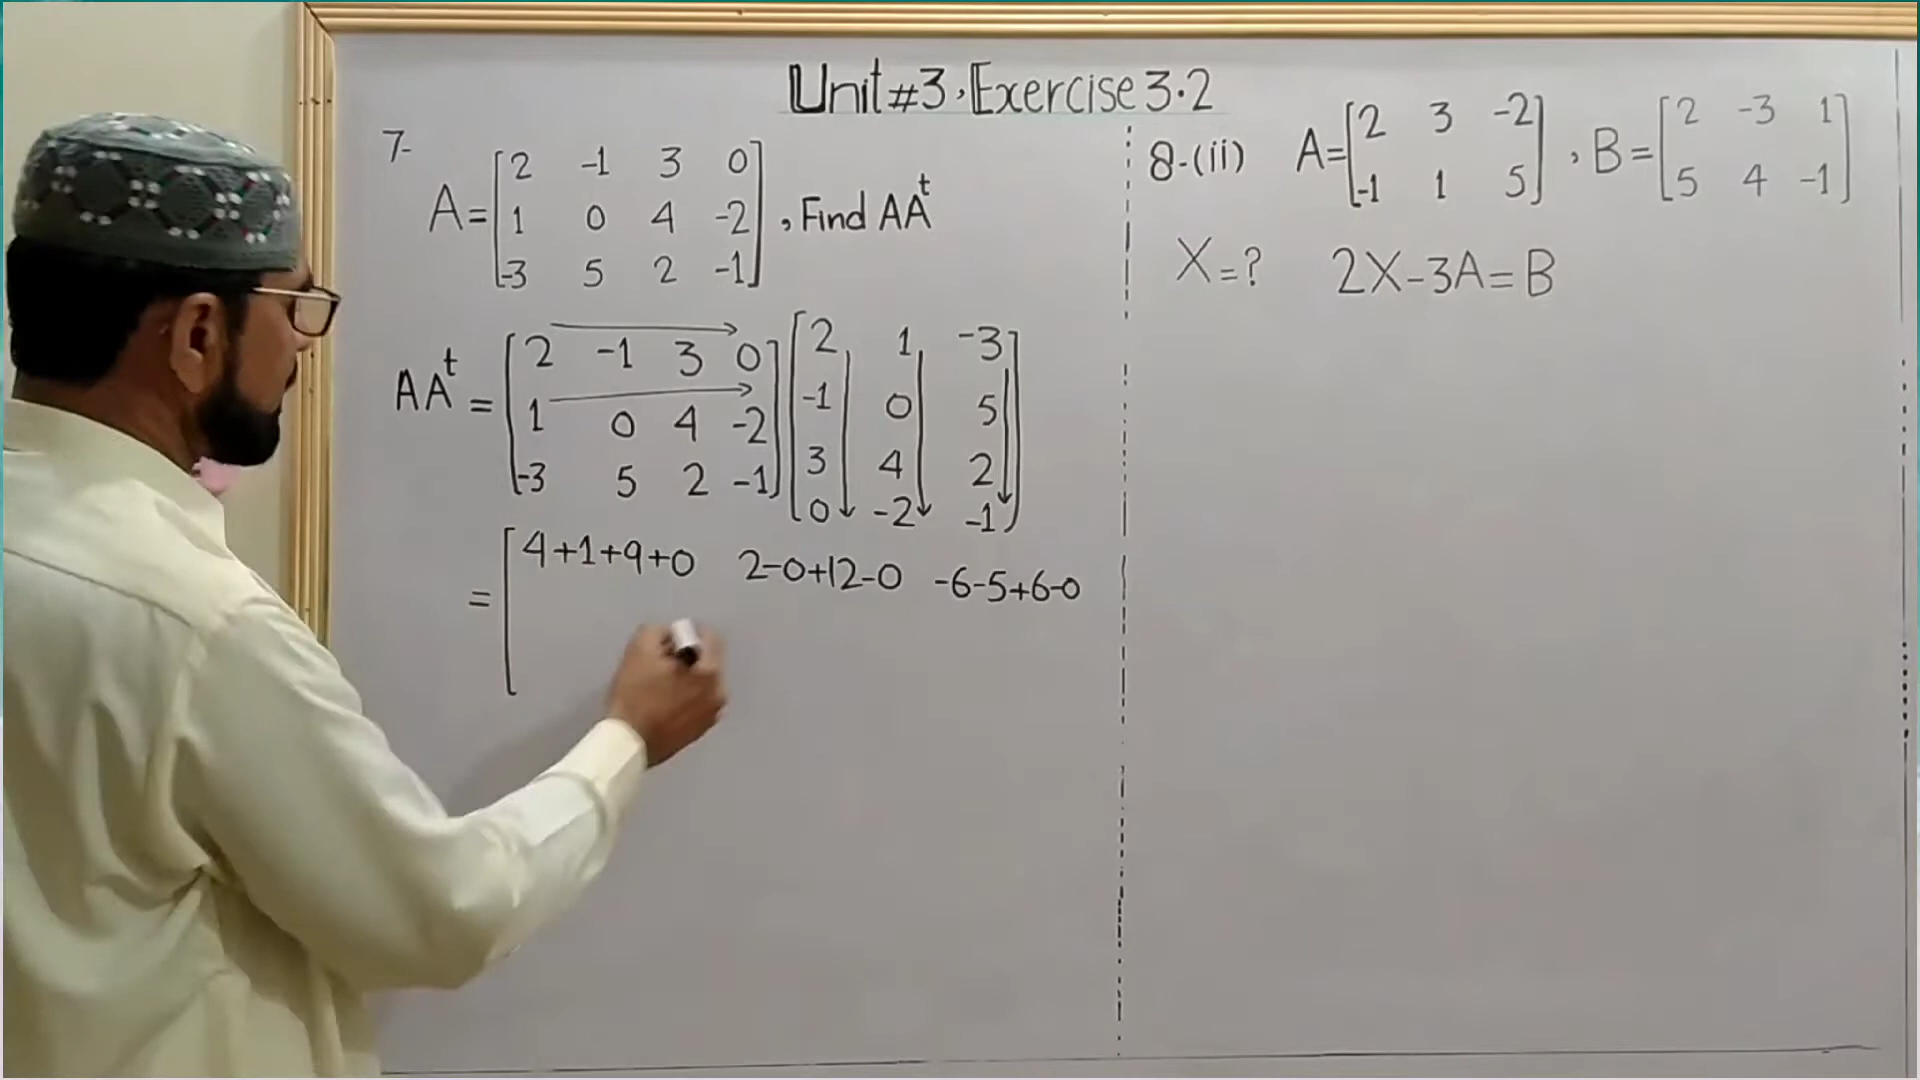 Unit #3, Exercise 3.2
7-
A = [2 -1 3 0]
[1 0 4 -2]
[-3 5 2 -1]
, Find AAᵗ
AAᵗ = [2 -1 3 0] [2 1 -3]
[1 0 4 -2] [-1 0 5]
[-3 5 2 -1] [3 4 2]
[0 -2 -1]
= [4+1+9+0 2-0+12-0 -6-5+6-0
8-(ii) A = [2 3 -2] , B = [2 -3 1]
[-1 1 5] [5 4 -1]
X = ? 2X-3A = B